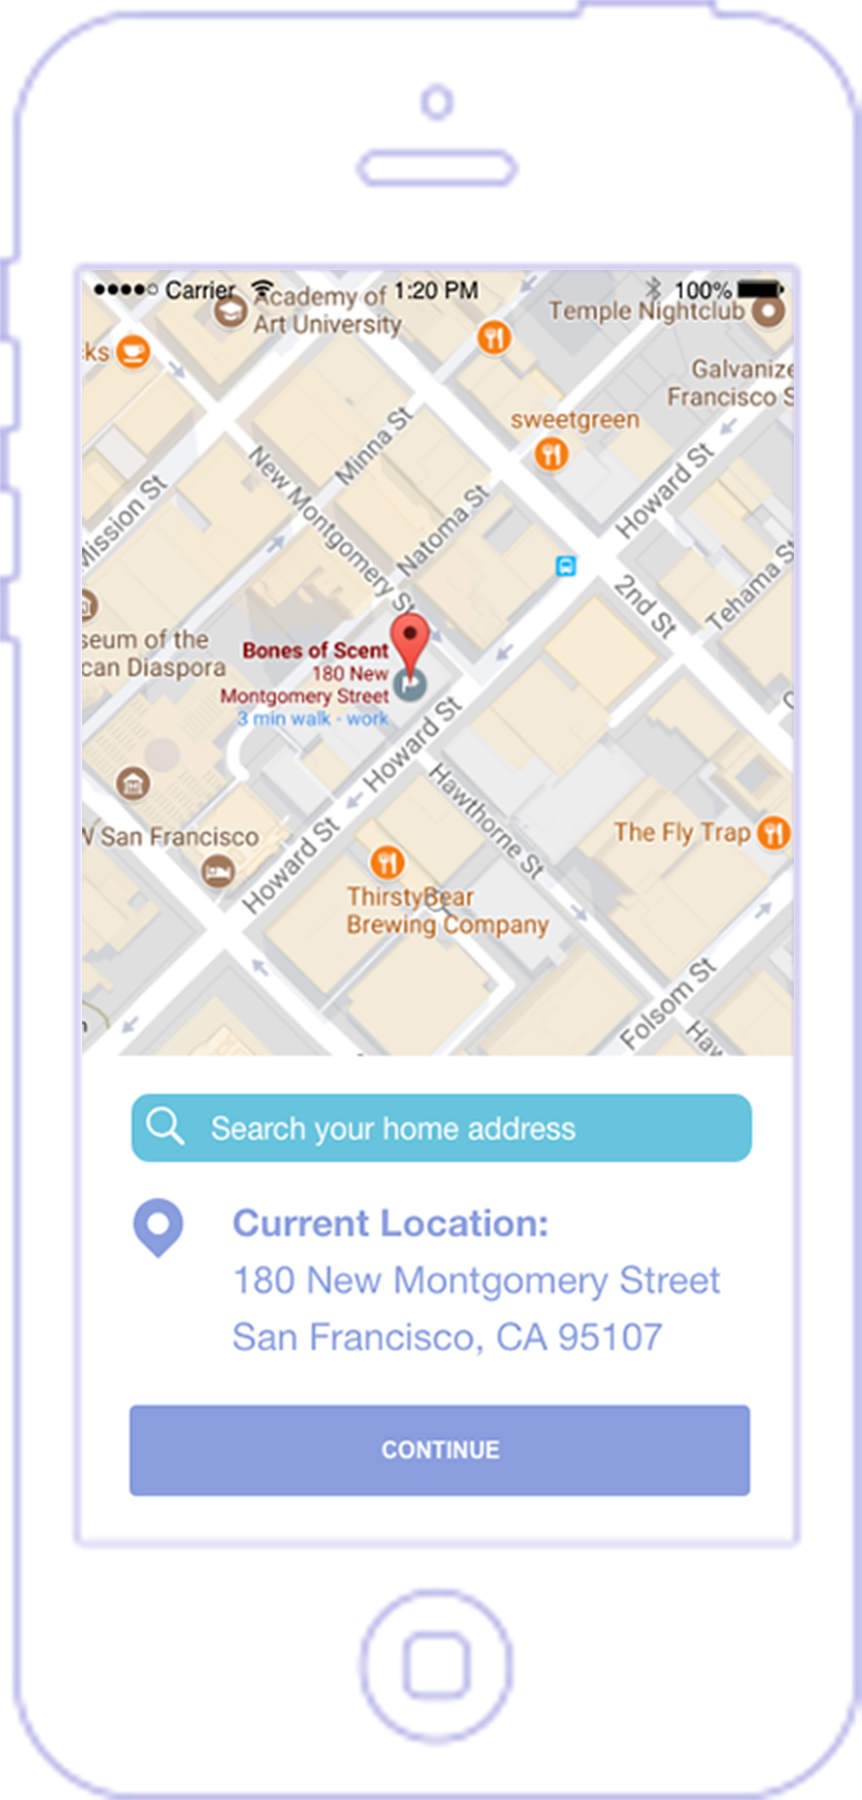 Carrier 1:20 PM 100%
Academy of
Art University
Temple Nightclub
ks
Galvanize
Francisco S
sweetgreen
Minna St
New Montgomery St
Howard St
Mission St
Natoma St
Tehama St
2nd St
seum of the
can Diaspora
Bones of Scent
180 New
Montgomery Street
3 min walk - work
Howard St
Hawthorne St
W San Francisco
Howard St
The Fly Trap
ThirstyBear
Brewing Company
Folsom St
Haw
Search your home address
Current Location:
180 New Montgomery Street
San Francisco, CA 95107
CONTINUE